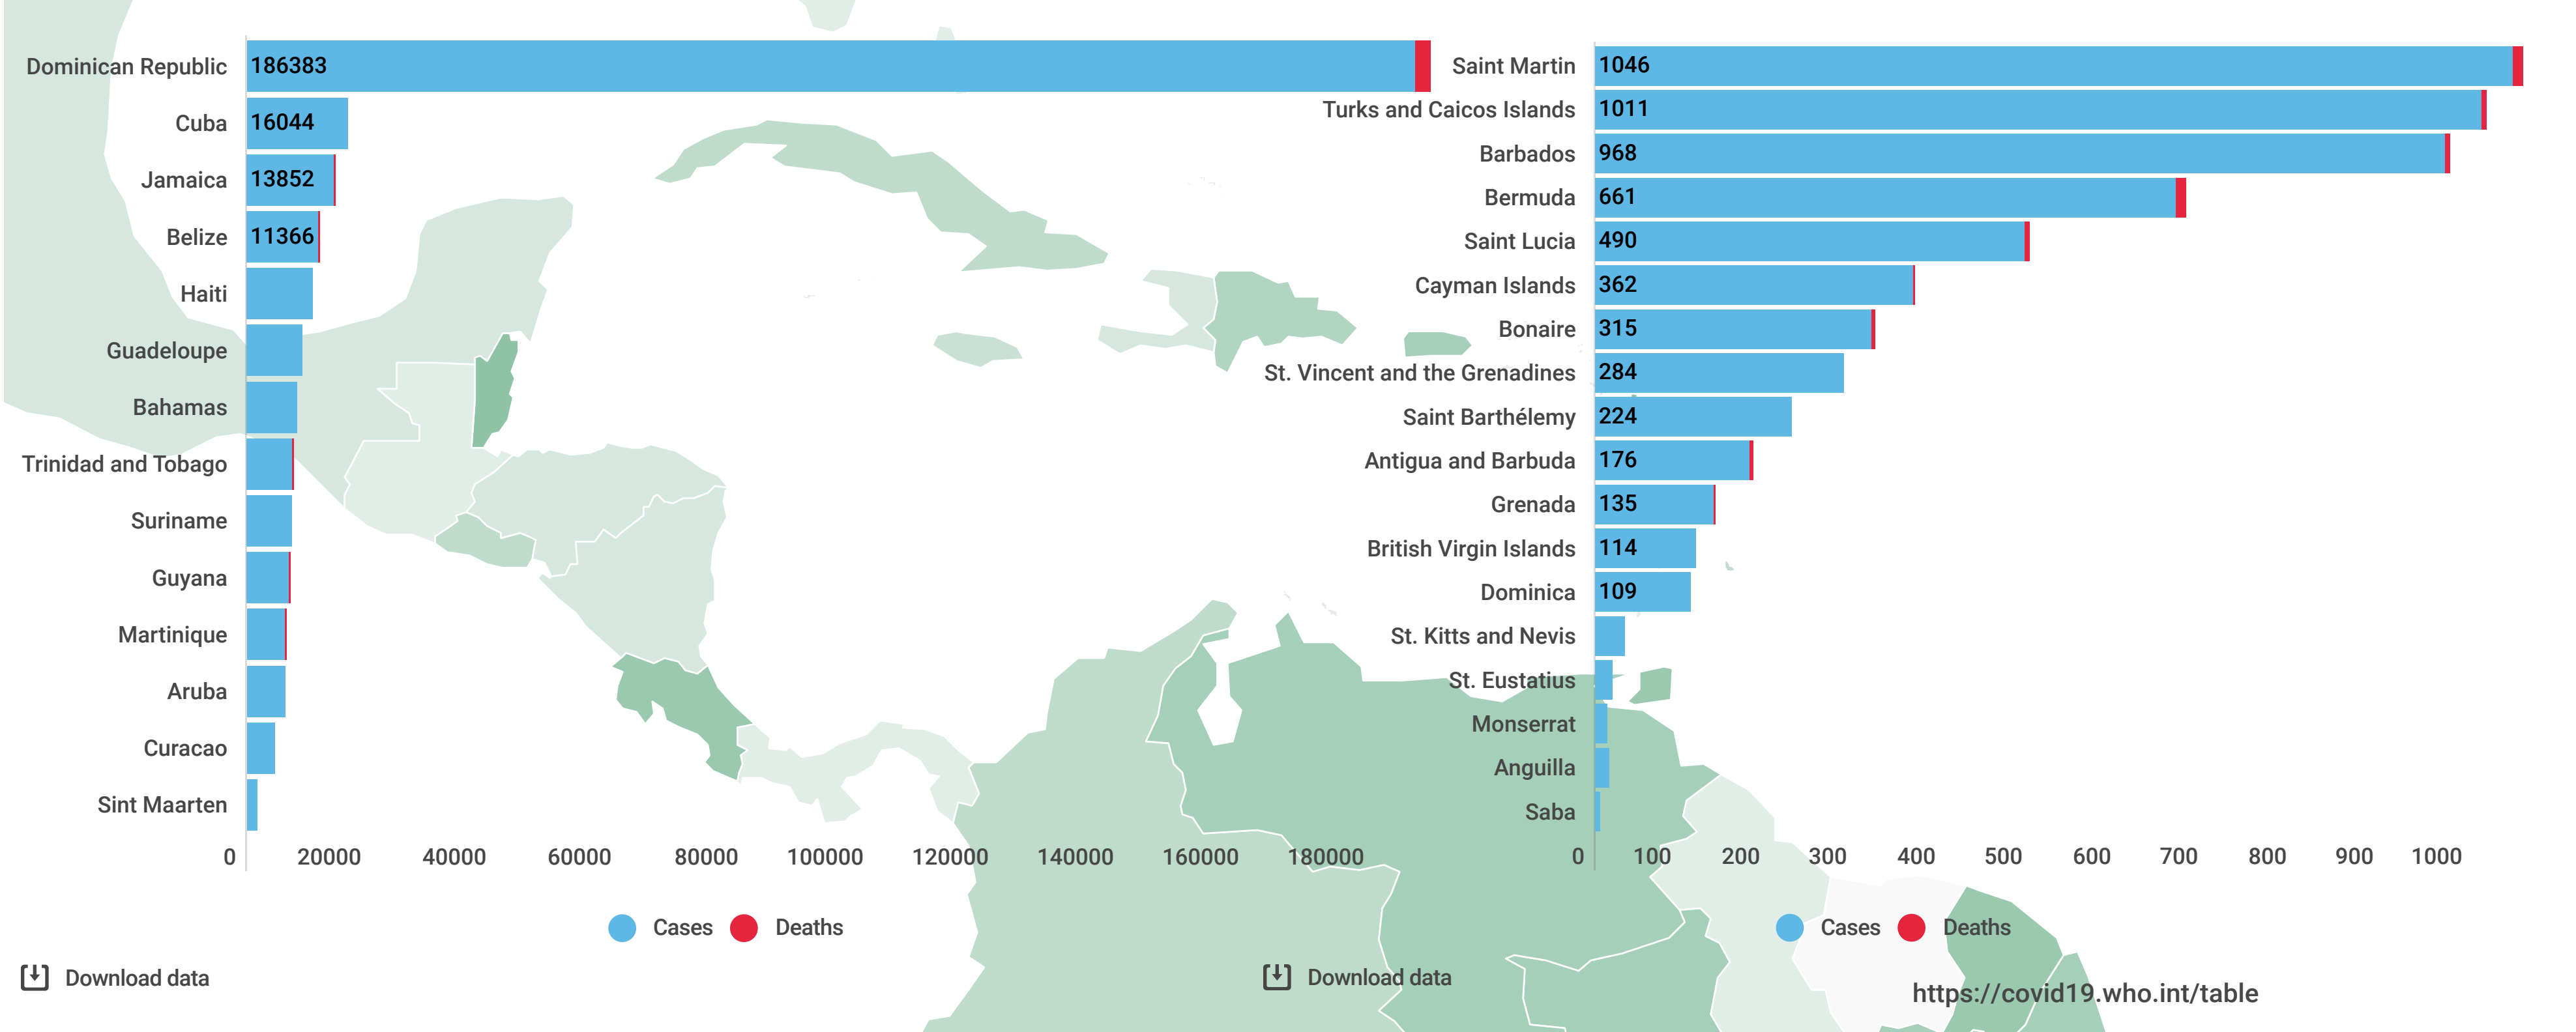 Dominican Republic 186383
Cuba 16044
Jamaica 13852
Belize 11366
Haiti
Guadeloupe
Bahamas
Trinidad and Tobago
Suriname
Guyana
Martinique
Aruba
Curacao
Sint Maarten
0 20000 40000 60000 80000 100000 120000 140000 160000 180000
Cases Deaths
Download data
Saint Martin 1046
Turks and Caicos Islands 1011
Barbados 968
Bermuda 661
Saint Lucia 490
Cayman Islands 362
Bonaire 315
St. Vincent and the Grenadines 284
Saint Barthélemy 224
Antigua and Barbuda 176
Grenada 135
British Virgin Islands 114
Dominica 109
St. Kitts and Nevis
St. Eustatius
Monserrat
Anguilla
Saba
0 100 200 300 400 500 600 700 800 900 1000
Cases Deaths
Download data
https://covid19.who.int/table